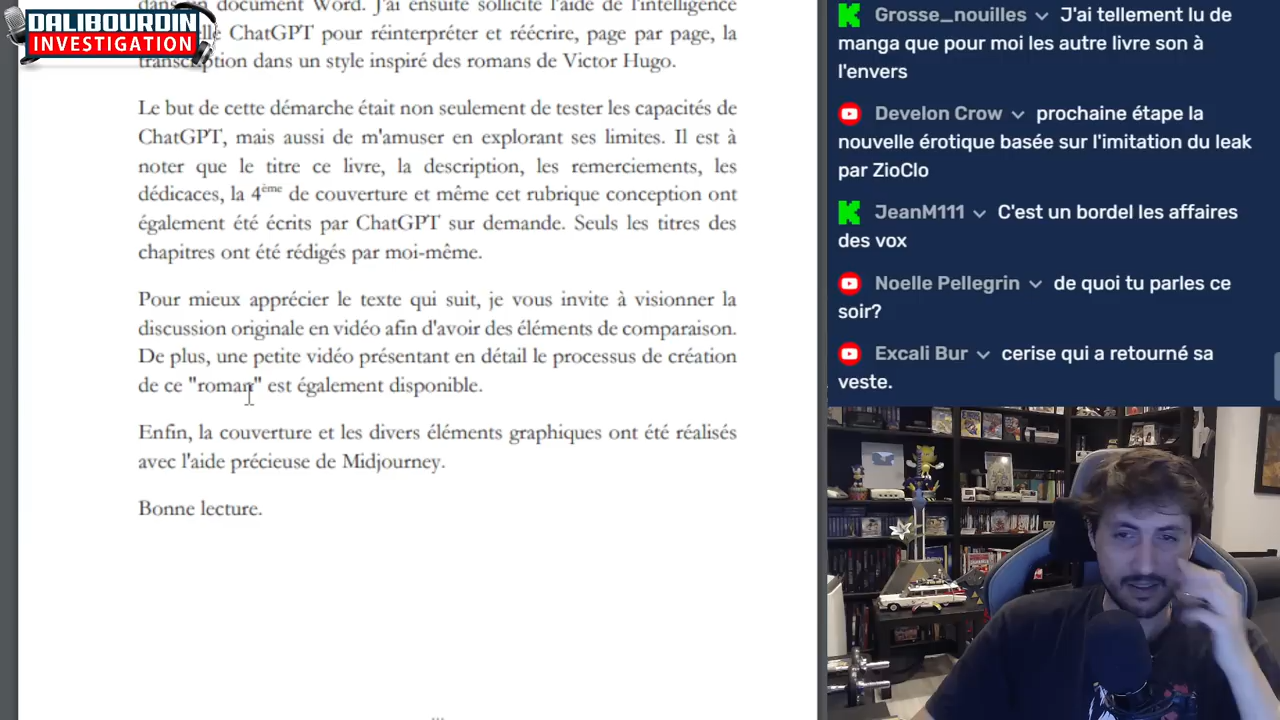 DALIBOURDIN
INVESTIGATION
dans un document Word. J'ai ensuite sollicité l'aide de l'intelligence
ChatGPT pour réinterpréter et réécrire, page par page, la
transcription dans un style inspiré des romans de Victor Hugo.
Le but de cette démarche était non seulement de tester les capacités de
ChatGPT, mais aussi de m'amuser en explorant ses limites. Il est à
noter que le titre ce livre, la description, les remerciements, les
dédicaces, la 4ème de couverture et même cet rubrique conception ont
également été écrits par ChatGPT sur demande. Seuls les titres des
chapitres ont été rédigés par moi-même.
Pour mieux apprécier le texte qui suit, je vous invite à visionner la
discussion originale en vidéo afin d'avoir des éléments de comparaison.
De plus, une petite vidéo présentant en détail le processus de création
de ce "roman" est également disponible.
Enfin, la couverture et les divers éléments graphiques ont été réalisés
avec l'aide précieuse de Midjourney.
Bonne lecture.
Grosse_nouilles J'ai tellement lu de
manga que pour moi les autre livre son à
l'envers
Develon Crow prochaine étape la
nouvelle érotique basée sur l'imitation du leak
par ZioClo
JeanM111 C'est un bordel les affaires
des vox
Noelle Pellegrin de quoi tu parles ce
soir?
Excali Bur cerise qui a retourné sa
veste.